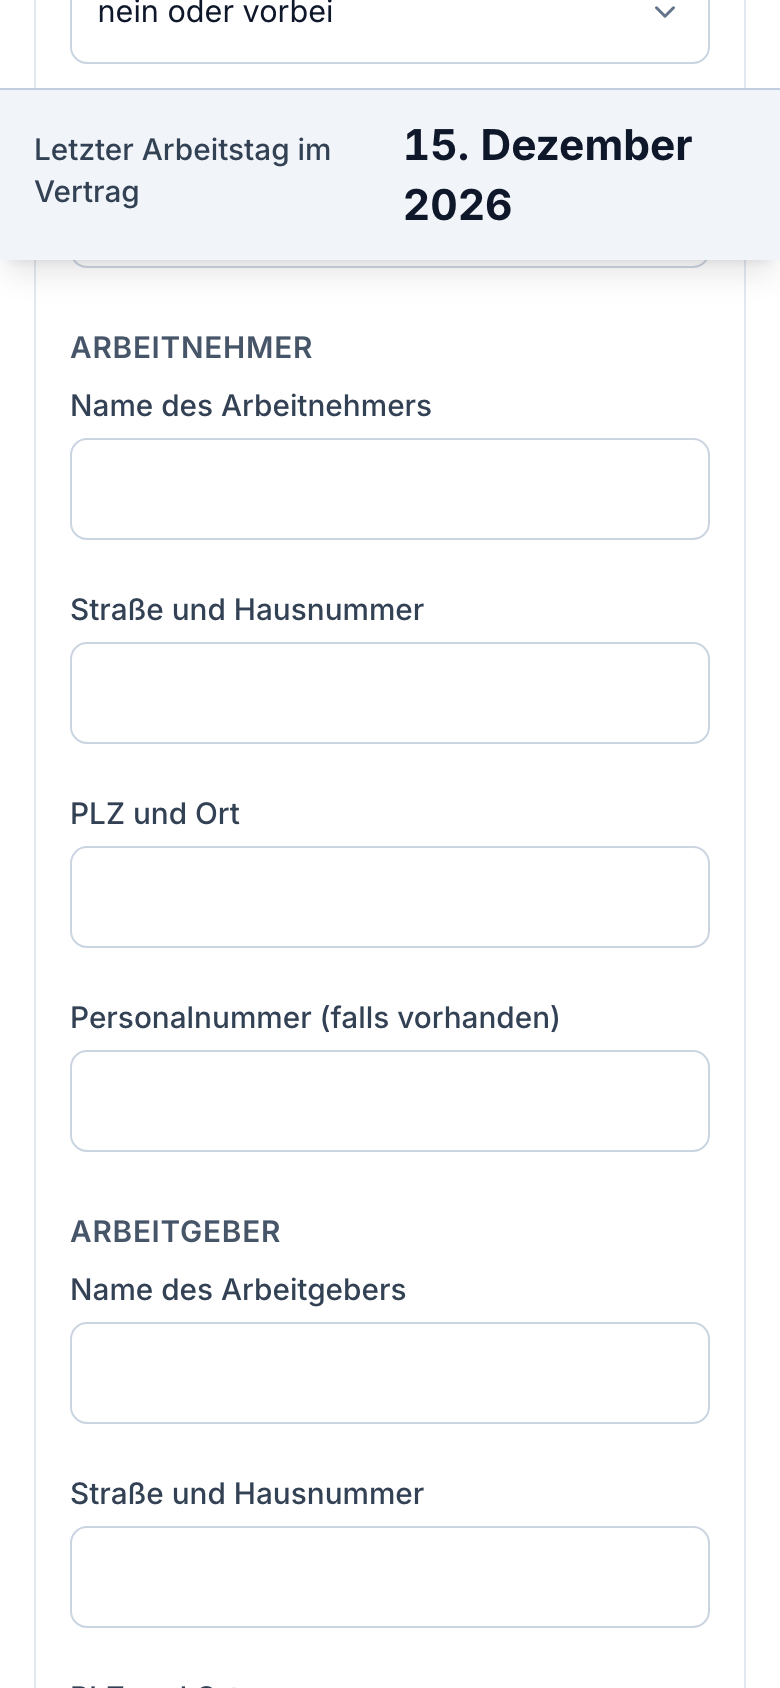 nein oder vorbei
Letzter Arbeitstag im
Vertrag
15. Dezember
2026
ARBEITNEHMER
Name des Arbeitnehmers
Straße und Hausnummer
PLZ und Ort
Personalnummer (falls vorhanden)
ARBEITGEBER
Name des Arbeitgebers
Straße und Hausnummer